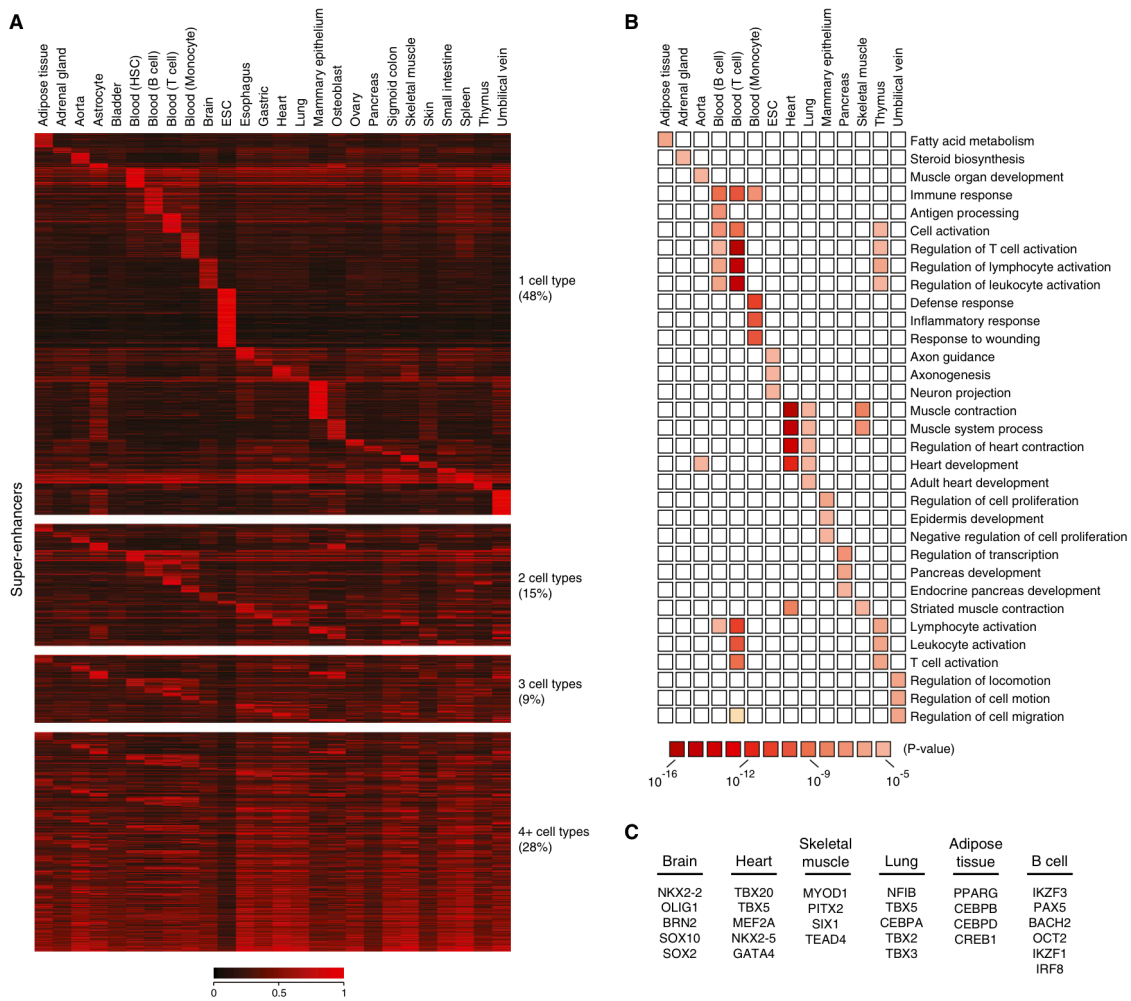 A
Adipose tissue
Adrenal gland
Aorta
Astrocyte
Bladder
Blood (HSC)
Blood (B cell)
Blood (T cell)
Blood (Monocyte)
Brain
ESC
Esophagus
Gastric
Heart
Lung
Mammary epithelium
Osteoblast
Ovary
Pancreas
Sigmoid colon
Skeletal muscle
Skin
Small intestine
Spleen
Thymus
Umbilical vein
Super-enhancers
1 cell type
(48%)
2 cell types
(15%)
3 cell types
(9%)
4+ cell types
(28%)
0 0.5 1
B
Adipose tissue
Adrenal gland
Aorta
Blood (B cell)
Blood (T cell)
Blood (Monocyte)
ESC
Heart
Lung
Mammary epithelium
Pancreas
Skeletal muscle
Thymus
Umbilical vein
Fatty acid metabolism
Steroid biosynthesis
Muscle organ development
Immune response
Antigen processing
Cell activation
Regulation of T cell activation
Regulation of lymphocyte activation
Regulation of leukocyte activation
Defense response
Inflammatory response
Response to wounding
Axon guidance
Axonogenesis
Neuron projection
Muscle contraction
Muscle system process
Regulation of heart contraction
Heart development
Adult heart development
Regulation of cell proliferation
Epidermis development
Negative regulation of cell proliferation
Regulation of transcription
Pancreas development
Endocrine pancreas development
Striated muscle contraction
Lymphocyte activation
Leukocyte activation
T cell activation
Regulation of locomotion
Regulation of cell motion
Regulation of cell migration
(P-value)
10-16 10-12 10-9 10-5
C
Brain
NKX2-2
OLIG1
BRN2
SOX10
SOX2
Heart
TBX20
TBX5
MEF2A
NKX2-5
GATA4
Skeletal
muscle
MYOD1
PITX2
SIX1
TEAD4
Lung
NFIB
TBX5
CEBPA
TBX2
TBX3
Adipose
tissue
PPARG
CEBPB
CEBPD
CREB1
B cell
IKZF3
PAX5
BACH2
OCT2
IKZF1
IRF8